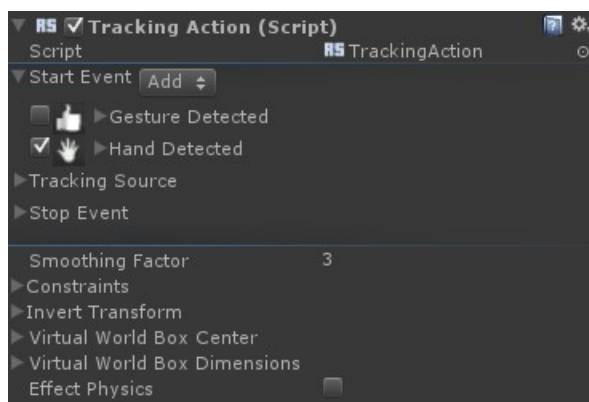 RS Tracking Action (Script)
Script RS TrackingAction
Start Event Add
Gesture Detected
Hand Detected
Tracking Source
Stop Event
Smoothing Factor 3
Constraints
Invert Transform
Virtual World Box Center
Virtual World Box Dimensions
Effect Physics